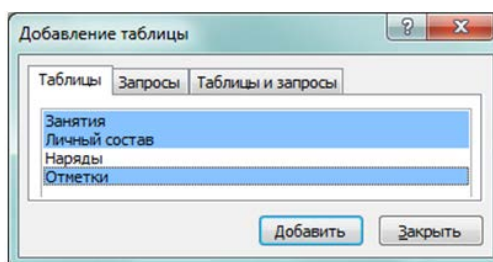 Добавление таблицы
Таблицы Запросы Таблицы и запросы
Занятия
Личный состав
Наряды
Отметки
Добавить Закрыть